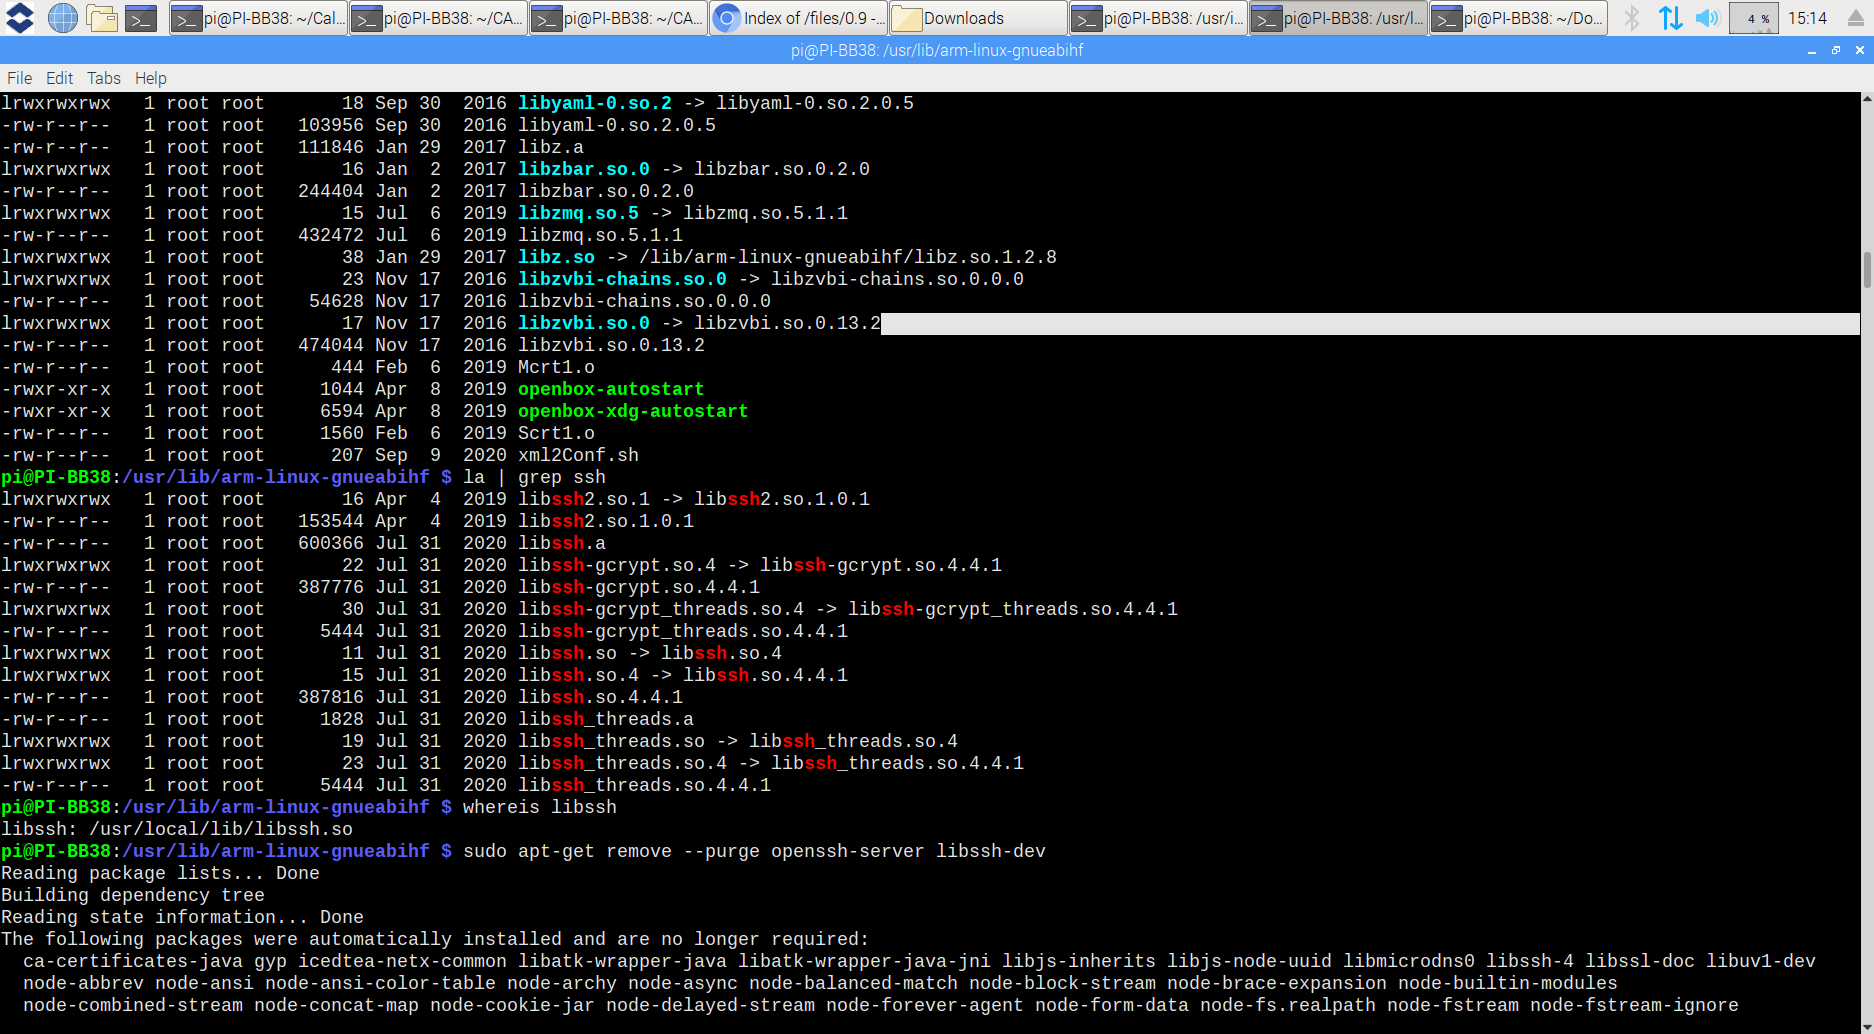 pi@PI-BB38: ~/Cal... pi@PI-BB38: ~/CA... pi@PI-BB38: ~/CA... Index of /files/0.9 -... Downloads pi@PI-BB38: /usr/i... pi@PI-BB38: /usr/l... pi@PI-BB38: ~/Do... 4 % 15:14
pi@PI-BB38: /usr/lib/arm-linux-gnueabihf
File Edit Tabs Help
lrwxrwxrwx   1 root root       18 Sep 30  2016 libyaml-0.so.2 -> libyaml-0.so.2.0.5
-rw-r--r--   1 root root   103956 Sep 30  2016 libyaml-0.so.2.0.5
-rw-r--r--   1 root root   111846 Jan 29  2017 libz.a
lrwxrwxrwx   1 root root       16 Jan  2  2017 libzbar.so.0 -> libzbar.so.0.2.0
-rw-r--r--   1 root root   244404 Jan  2  2017 libzbar.so.0.2.0
lrwxrwxrwx   1 root root       15 Jul  6  2019 libzmq.so.5 -> libzmq.so.5.1.1
-rw-r--r--   1 root root   432472 Jul  6  2019 libzmq.so.5.1.1
lrwxrwxrwx   1 root root       38 Jan 29  2017 libz.so -> /lib/arm-linux-gnueabihf/libz.so.1.2.8
lrwxrwxrwx   1 root root       23 Nov 17  2016 libzvbi-chains.so.0 -> libzvbi-chains.so.0.0.0
-rw-r--r--   1 root root    54628 Nov 17  2016 libzvbi-chains.so.0.0.0
lrwxrwxrwx   1 root root       17 Nov 17  2016 libzvbi.so.0 -> libzvbi.so.0.13.2
-rw-r--r--   1 root root   474044 Nov 17  2016 libzvbi.so.0.13.2
-rw-r--r--   1 root root      444 Feb  6  2019 Mcrt1.o
-rwxr-xr-x   1 root root     1044 Apr  8  2019 openbox-autostart
-rwxr-xr-x   1 root root     6594 Apr  8  2019 openbox-xdg-autostart
-rw-r--r--   1 root root     1560 Feb  6  2019 Scrt1.o
-rw-r--r--   1 root root      207 Sep  9  2020 xml2Conf.sh
pi@PI-BB38:/usr/lib/arm-linux-gnueabihf $ la | grep ssh
lrwxrwxrwx   1 root root       16 Apr  4  2019 libssh2.so.1 -> libssh2.so.1.0.1
-rw-r--r--   1 root root   153544 Apr  4  2019 libssh2.so.1.0.1
-rw-r--r--   1 root root   600366 Jul 31  2020 libssh.a
lrwxrwxrwx   1 root root       22 Jul 31  2020 libssh-gcrypt.so.4 -> libssh-gcrypt.so.4.4.1
-rw-r--r--   1 root root   387776 Jul 31  2020 libssh-gcrypt.so.4.4.1
lrwxrwxrwx   1 root root       30 Jul 31  2020 libssh-gcrypt_threads.so.4 -> libssh-gcrypt_threads.so.4.4.1
-rw-r--r--   1 root root     5444 Jul 31  2020 libssh-gcrypt_threads.so.4.4.1
lrwxrwxrwx   1 root root       11 Jul 31  2020 libssh.so -> libssh.so.4
lrwxrwxrwx   1 root root       15 Jul 31  2020 libssh.so.4 -> libssh.so.4.4.1
-rw-r--r--   1 root root   387816 Jul 31  2020 libssh.so.4.4.1
-rw-r--r--   1 root root     1828 Jul 31  2020 libssh_threads.a
lrwxrwxrwx   1 root root       19 Jul 31  2020 libssh_threads.so -> libssh_threads.so.4
lrwxrwxrwx   1 root root       23 Jul 31  2020 libssh_threads.so.4 -> libssh_threads.so.4.4.1
-rw-r--r--   1 root root     5444 Jul 31  2020 libssh_threads.so.4.4.1
pi@PI-BB38:/usr/lib/arm-linux-gnueabihf $ whereis libssh
libssh: /usr/local/lib/libssh.so
pi@PI-BB38:/usr/lib/arm-linux-gnueabihf $ sudo apt-get remove --purge openssh-server libssh-dev
Reading package lists... Done
Building dependency tree
Reading state information... Done
The following packages were automatically installed and are no longer required:
  ca-certificates-java gyp icedtea-netx-common libatk-wrapper-java libatk-wrapper-java-jni libjs-inherits libjs-node-uuid libmicrodns0 libssh-4 libssl-doc libuv1-dev
  node-abbrev node-ansi node-ansi-color-table node-archy node-async node-balanced-match node-block-stream node-brace-expansion node-builtin-modules
  node-combined-stream node-concat-map node-cookie-jar node-delayed-stream node-forever-agent node-form-data node-fs.realpath node-fstream node-fstream-ignore